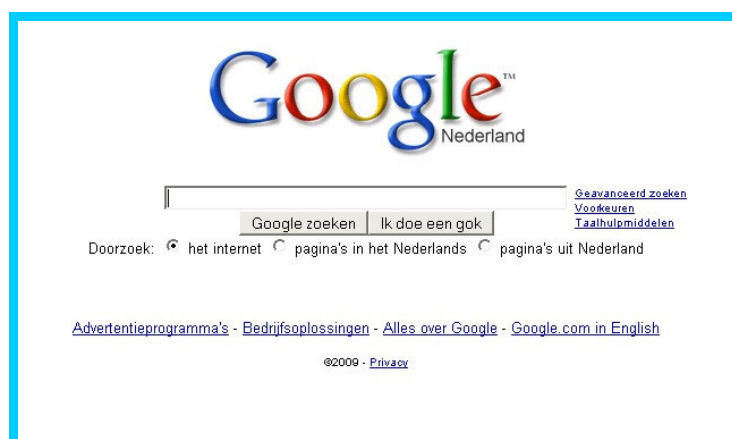 Google™
Nederland
Geavanceerd zoeken
Voorkeuren
Google zoeken Ik doe een gok Taalhulpmiddelen
Doorzoek: het internet pagina's in het Nederlands pagina's uit Nederland
Advertentieprogramma's - Bedrijfsoplossingen - Alles over Google - Google.com in English
©2009 - Privacy